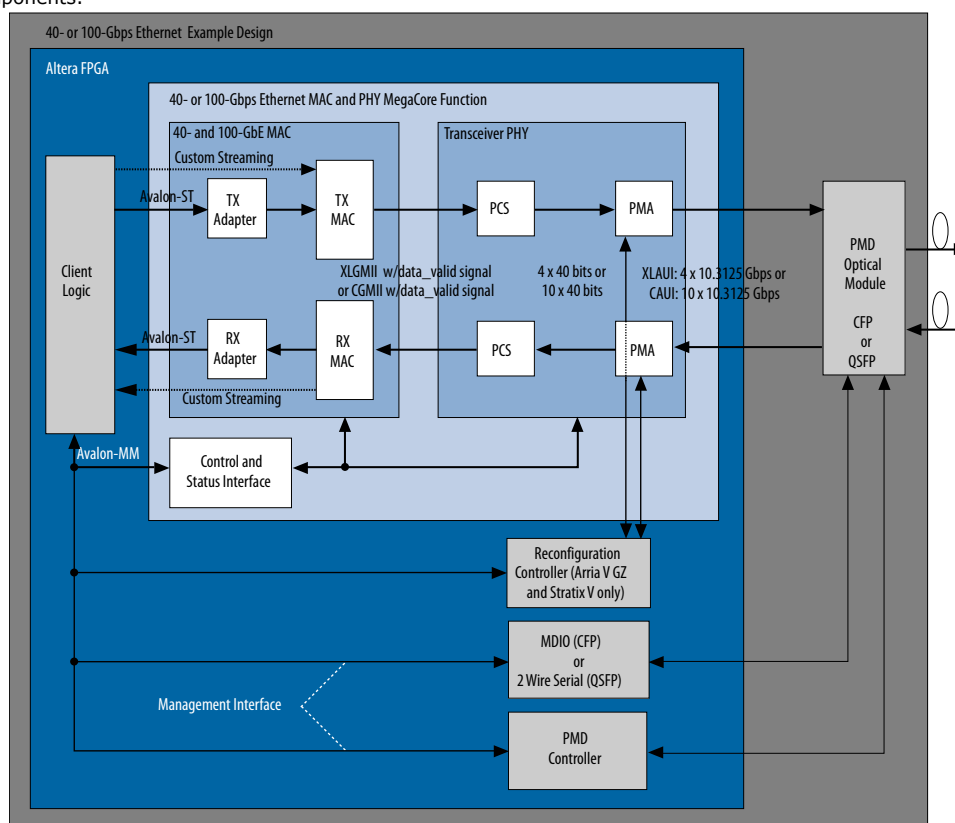 ponents:
40- or 100-Gbps Ethernet Example Design
Altera FPGA
40- or 100-Gbps Ethernet MAC and PHY MegaCore Function
40- and 100-GbE MAC
Transceiver PHY
Custom Streaming
Avalon-ST
TX
Adapter
TX
MAC
PCS
PMA
Client
Logic
XLGMII w/data_valid signal
or CGMII w/data_valid signal
4 x 40 bits or
10 x 40 bits
XLAUI: 4 x 10.3125 Gbps or
CAUI: 10 x 10.3125 Gbps
PMD
Optical
Module
CFP
or
QSFP
Avalon-ST
RX
Adapter
RX
MAC
PCS
PMA
Custom Streaming
Avalon-MM
Control and
Status Interface
Reconfiguration
Controller (Arria V GZ
and Stratix V only)
MDIO (CFP)
or
2 Wire Serial (QSFP)
Management Interface
PMD
Controller